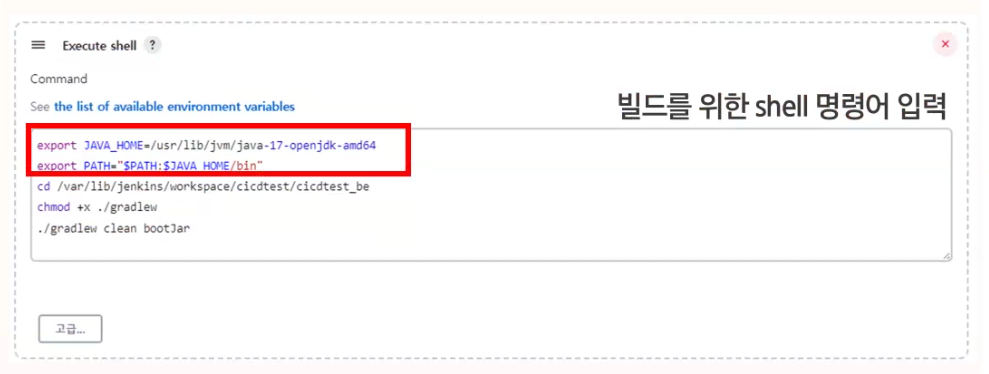 Execute shell ?
Command
See the list of available environment variables
빌드를 위한 shell 명령어 입력
export JAVA_HOME=/usr/lib/jvm/java-17-openjdk-amd64
export PATH="$PATH:$JAVA_HOME/bin"
cd /var/lib/jenkins/workspace/cicdtest/cicdtest_be
chmod +x ./gradlew
./gradlew clean bootJar
고급...